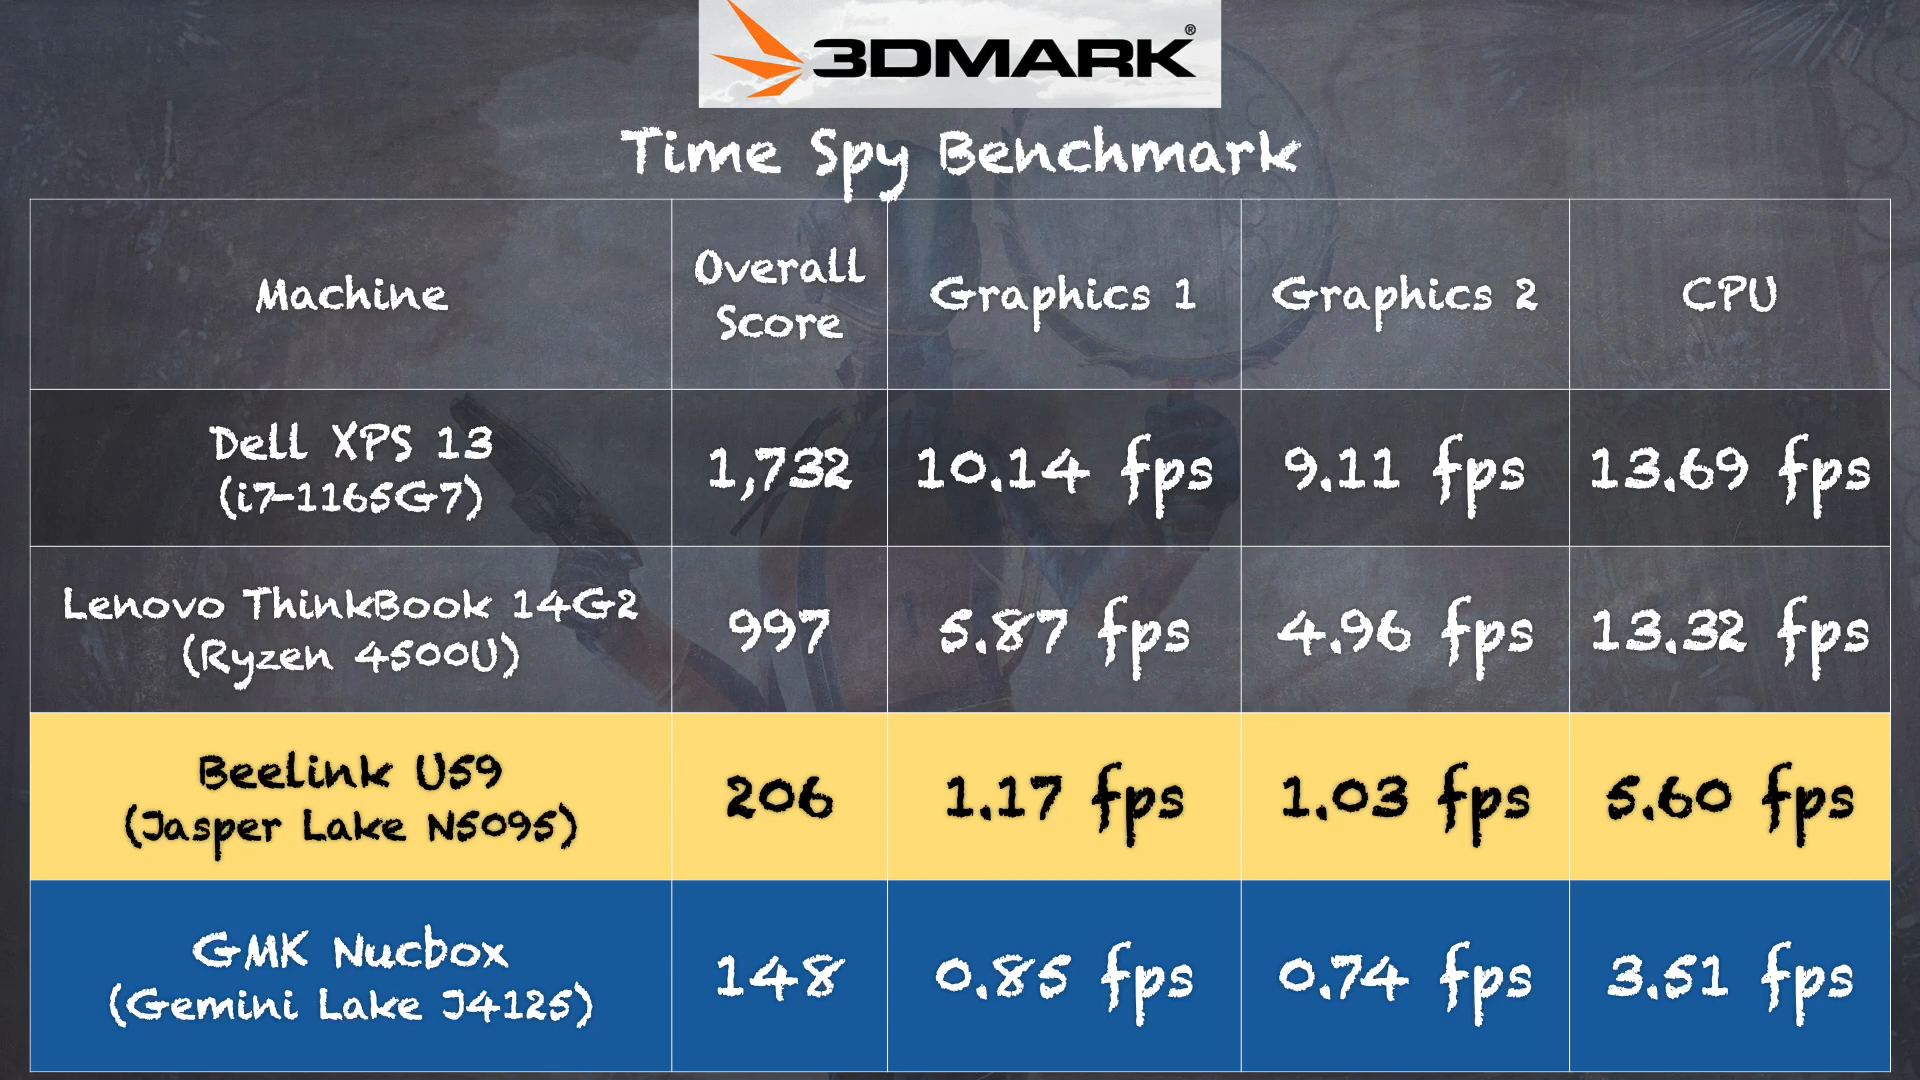 3DMARK®
Time Spy Benchmark
Machine
Overall
Score
Graphics 1
Graphics 2
CPU
Dell XPS 13
(i7-1165G7)
1,732
10.14 fps
9.11 fps
13.69 fps
Lenovo ThinkBook 14G2
(Ryzen 4500U)
997
5.87 fps
4.96 fps
13.32 fps
Beelink U59
(Jasper Lake N5095)
206
1.17 fps
1.03 fps
5.60 fps
GMK Nucbox
(Gemini Lake J4125)
148
0.85 fps
0.74 fps
3.51 fps